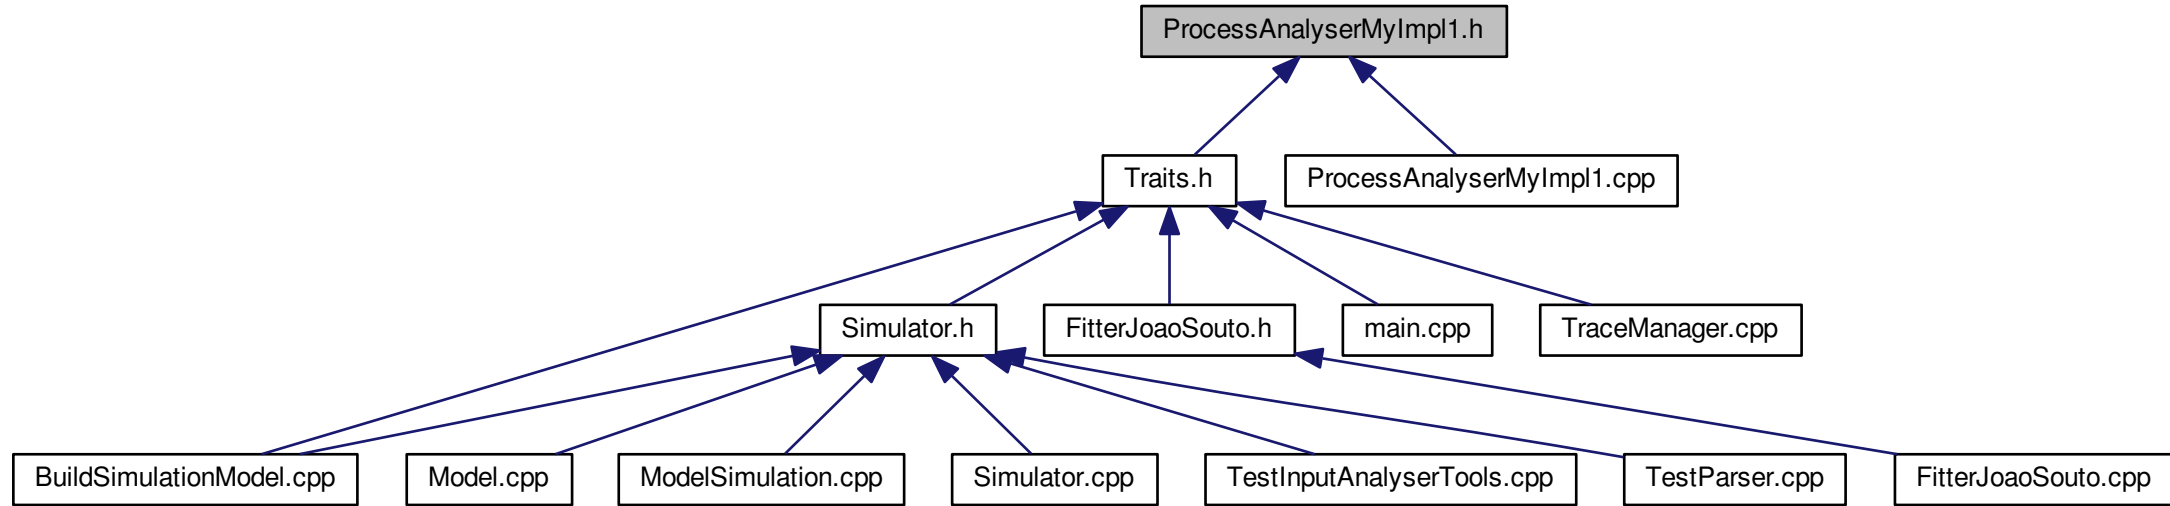 ProcessAnalyserMyImpl1.h
Traits.h
ProcessAnalyserMyImpl1.cpp
Simulator.h
FitterJoaoSouto.h
main.cpp
TraceManager.cpp
BuildSimulationModel.cpp
Model.cpp
ModelSimulation.cpp
Simulator.cpp
TestInputAnalyserTools.cpp
TestParser.cpp
FitterJoaoSouto.cpp